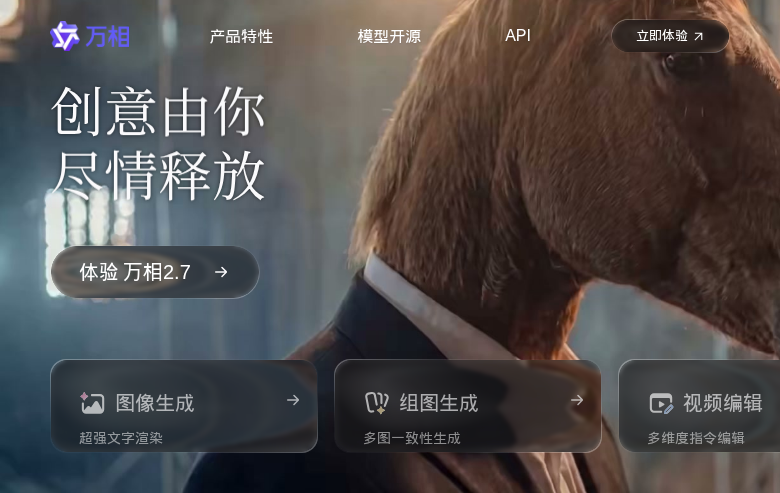 万相
产品特性
模型开源
API
立即体验
创意由你
尽情释放
体验 万相2.7
图像生成
超强文字渲染
组图生成
多图一致性生成
视频编辑
多维度指令编辑